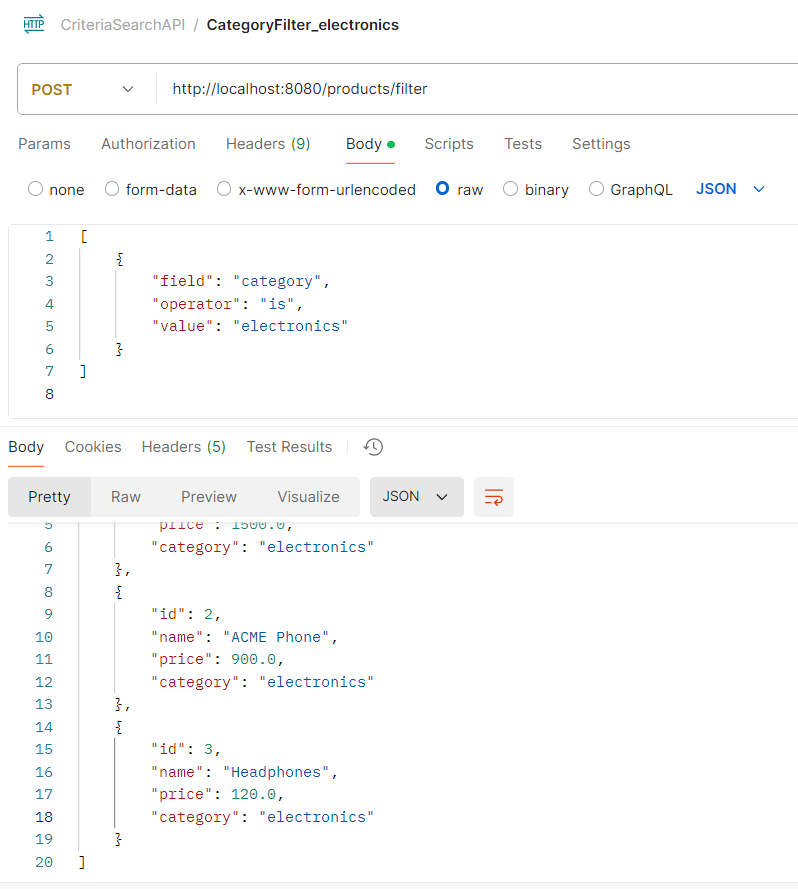 HTTP CriteriaSearchAPI / CategoryFilter_electronics
POST http://localhost:8080/products/filter
Params Authorization Headers (9) Body Scripts Tests Settings
none form-data x-www-form-urlencoded raw binary GraphQL JSON
1 [
2 {
3 "field": "category",
4 "operator": "is",
5 "value": "electronics"
6 }
7 ]
8
Body Cookies Headers (5) Test Results
Pretty Raw Preview Visualize JSON
5 "price": 1500.0,
6 "category": "electronics"
7 },
8 {
9 "id": 2,
10 "name": "ACME Phone",
11 "price": 900.0,
12 "category": "electronics"
13 },
14 {
15 "id": 3,
16 "name": "Headphones",
17 "price": 120.0,
18 "category": "electronics"
19 }
20 ]